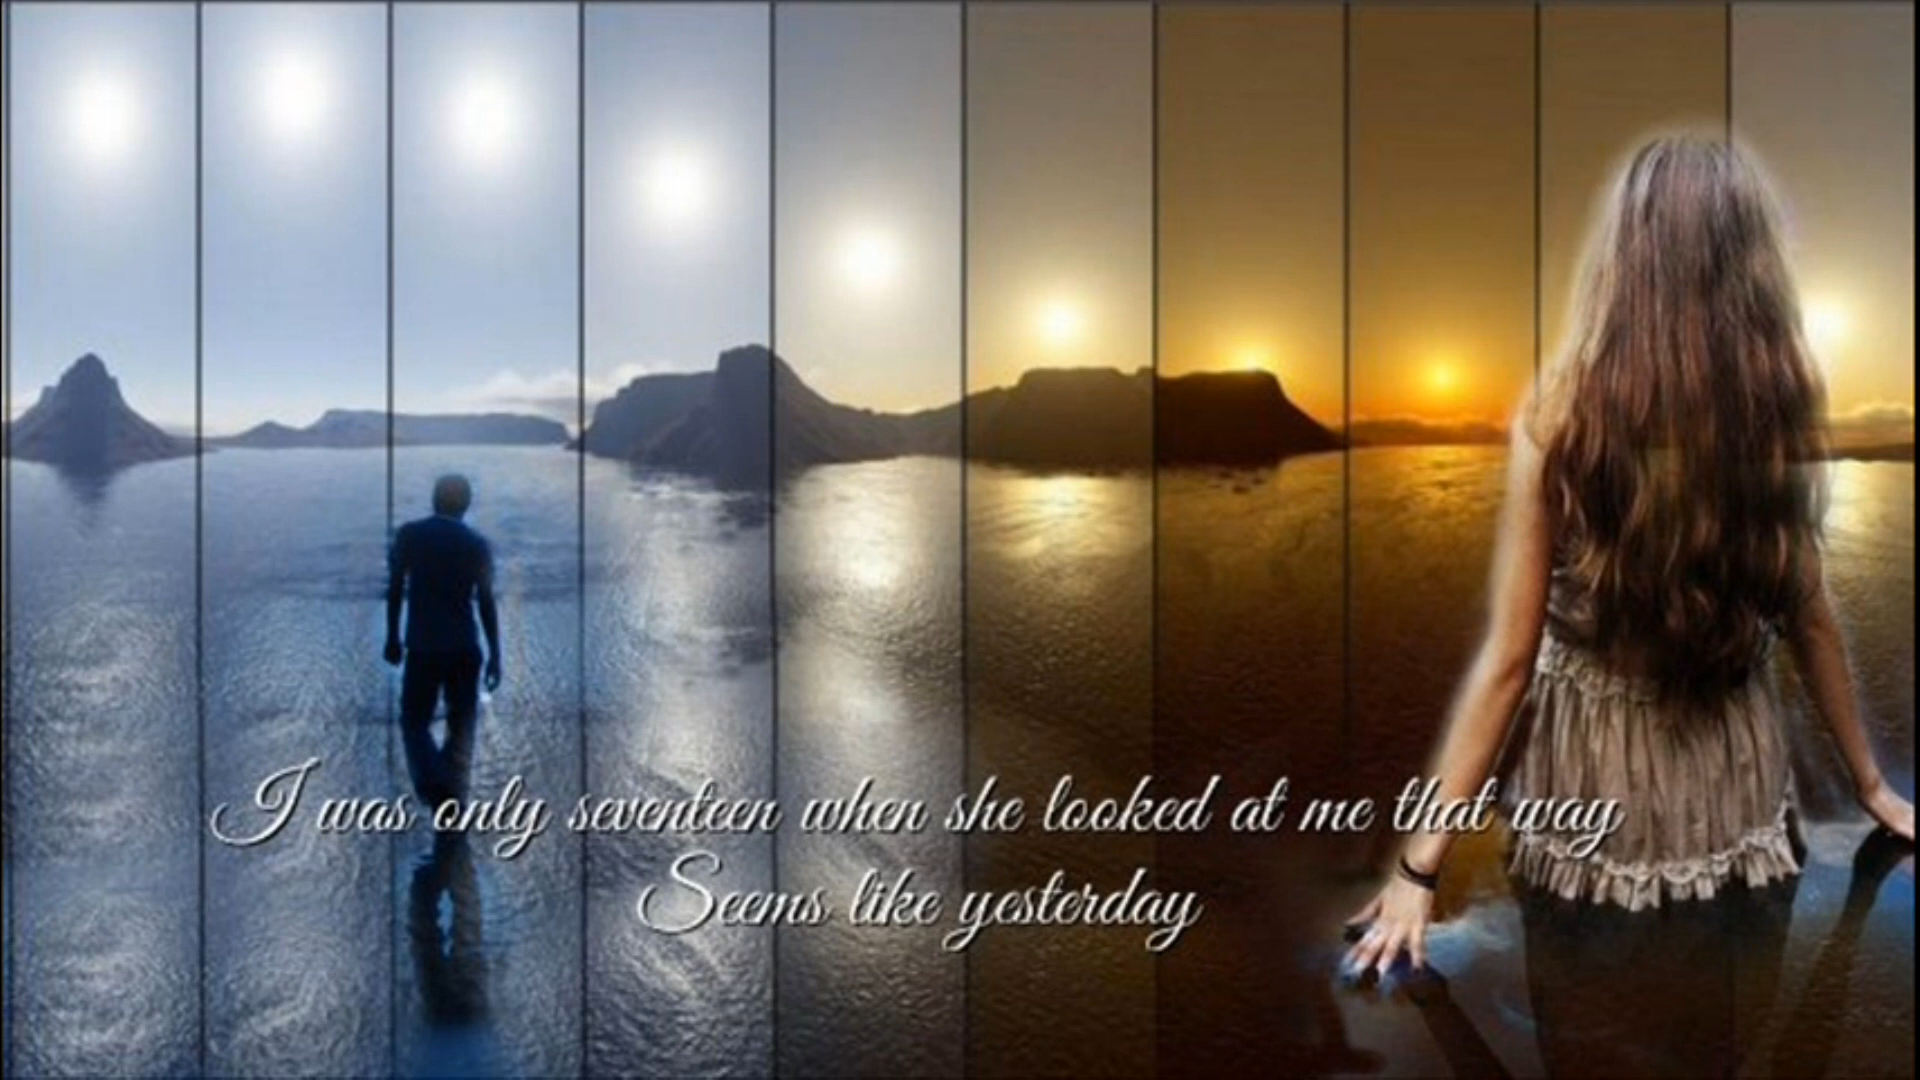 I was only seventeen when she looked at me that way
Seems like yesterday